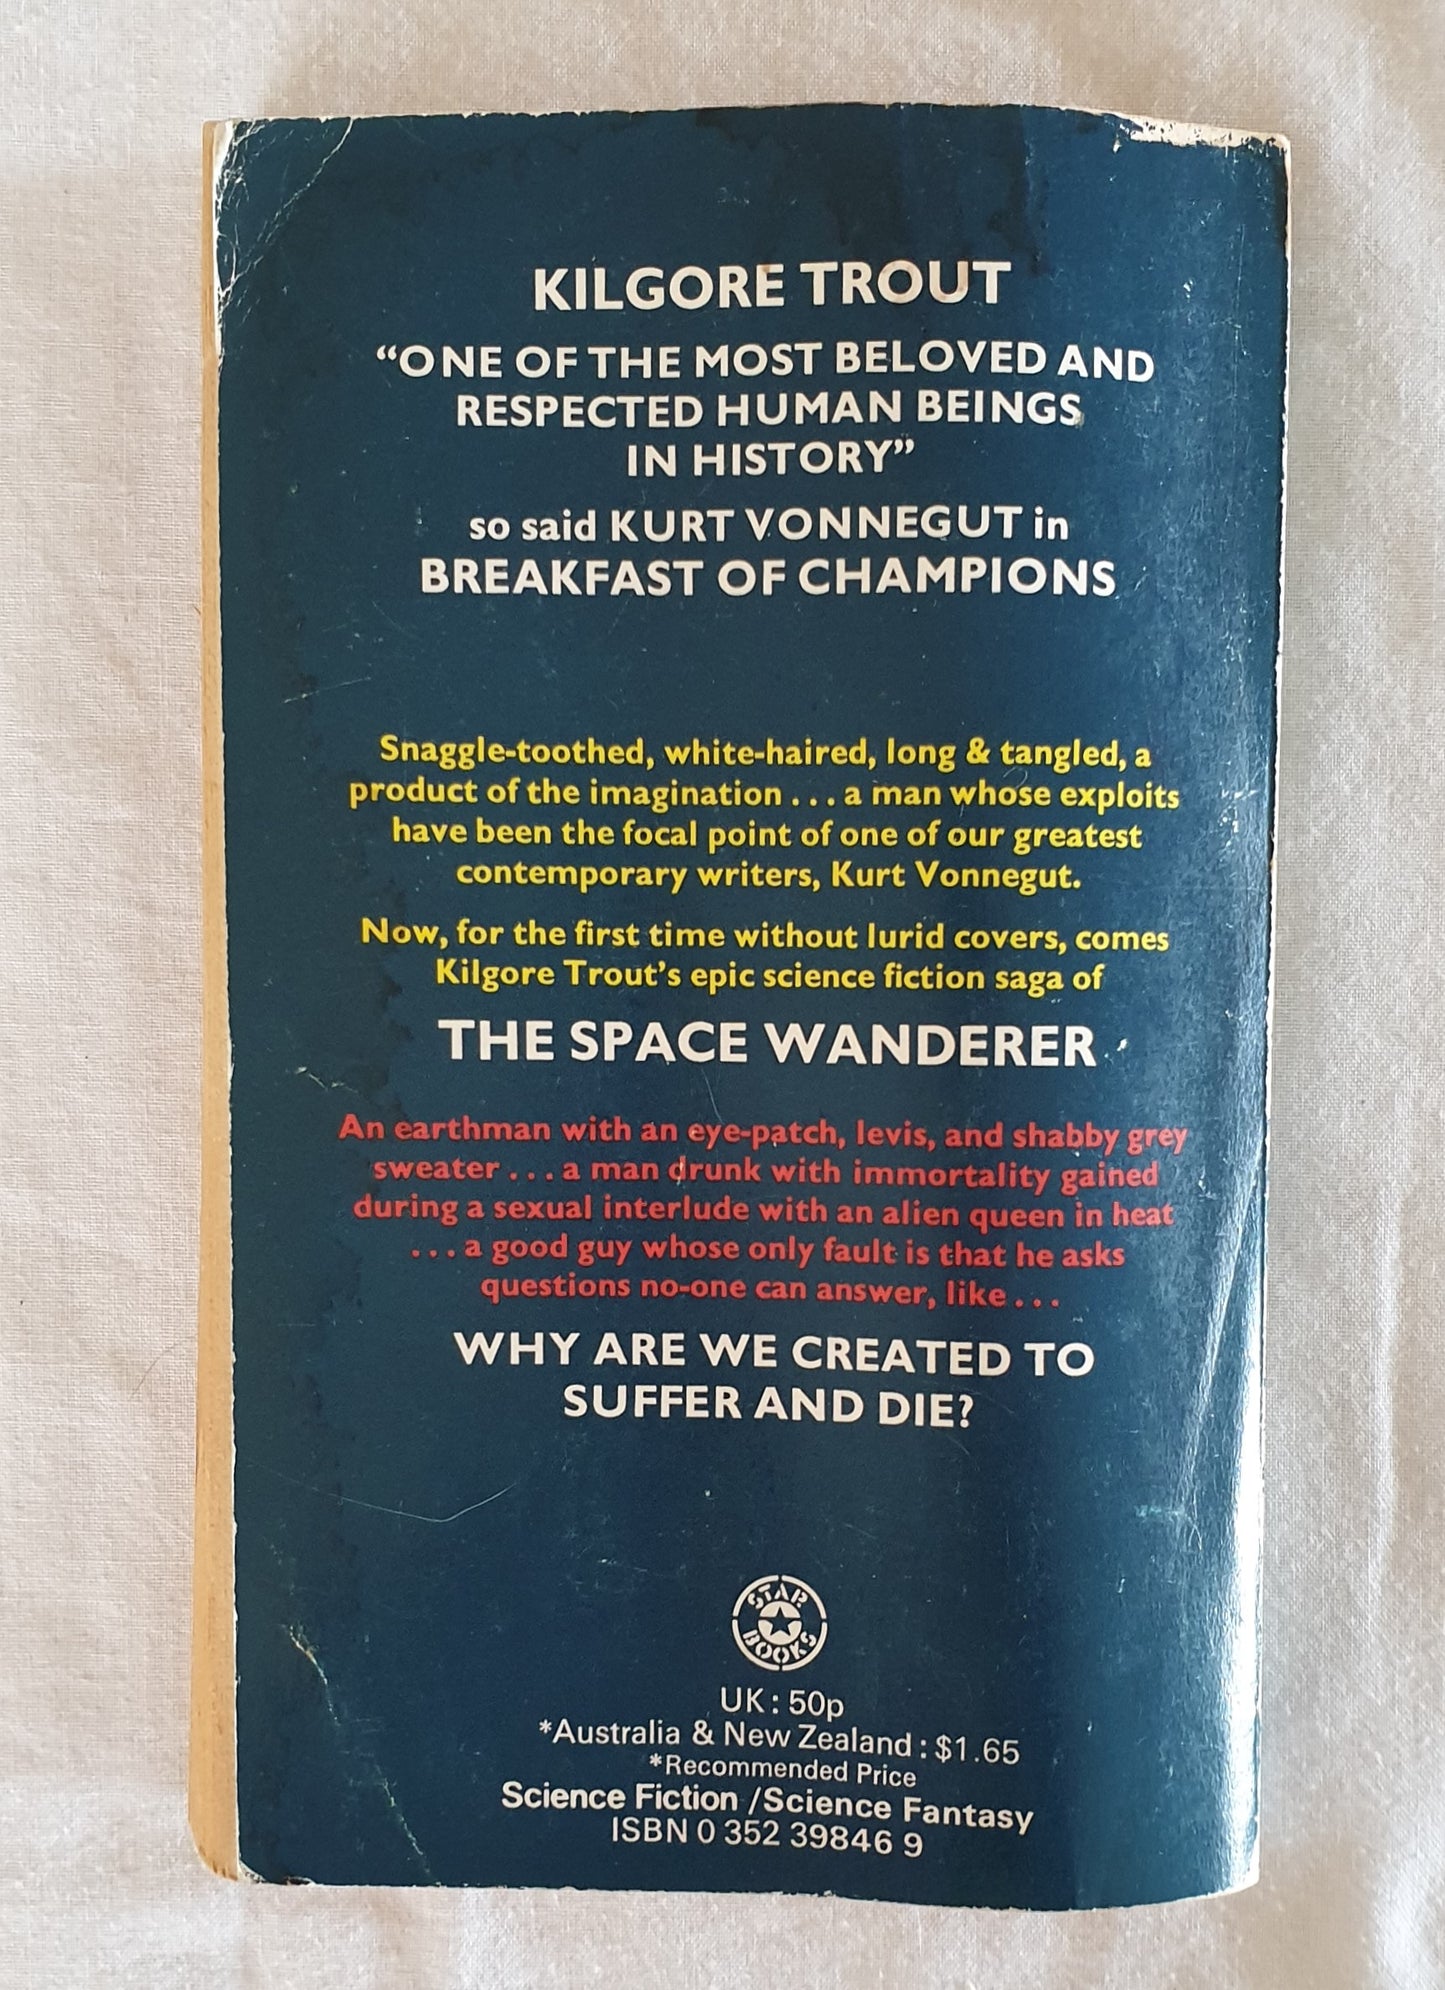 KILGORE TROUT
“ONE OF THE MOST BELOVED AND
RESPECTED HUMAN BEINGS
IN HISTORY”
so said KURT VONNEGUT in
BREAKFAST OF CHAMPIONS
Snaggle-toothed, white-haired, long & tangled, a
product of the imagination . . . a man whose exploits
have been the focal point of one of our greatest
contemporary writers, Kurt Vonnegut.
Now, for the first time without lurid covers, comes
Kilgore Trout’s epic science fiction saga of
THE SPACE WANDERER
An earthman with an eye-patch, levis, and shabby grey
sweater . . . a man drunk with immortality gained
during a sexual interlude with an alien queen in heat
. . . a good guy whose only fault is that he asks
questions no-one can answer, like . . .
WHY ARE WE CREATED TO
SUFFER AND DIE?
STAR
BOOKS
UK : 50p
*Australia & New Zealand : $1.65
*Recommended Price
Science Fiction /Science Fantasy
ISBN 0 352 39846 9